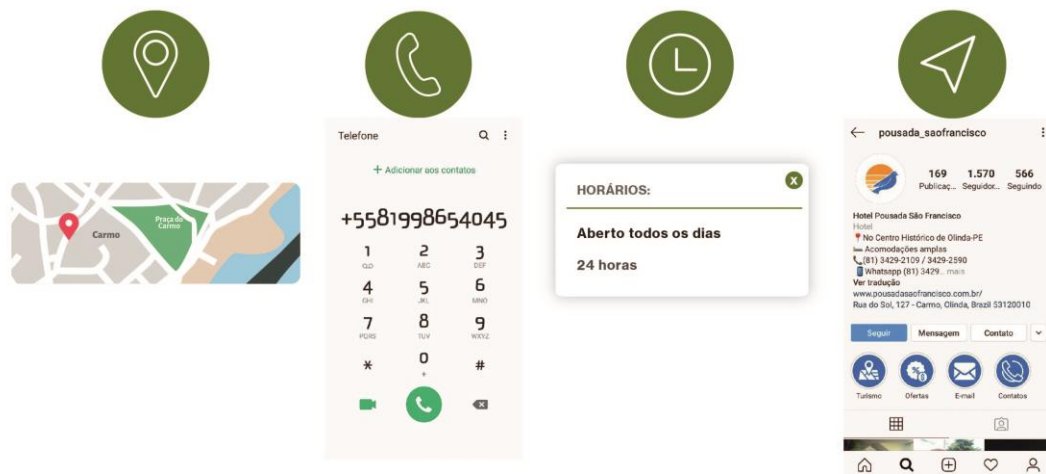 Praça do
Carmo
Carmo
Telefone
+ Adicionar aos contatos
+5581998654045
1 2 3
ABC DEF
4 5 6
GHI JKL MNO
7 8 9
PQRS TUV WXYZ
* 0 #
+
HORÁRIOS:
X
Aberto todos os dias
24 horas
pousada_saofrancisco
169 1.570 566
Publicaç... Seguidor... Seguindo
Hotel Pousada São Francisco
Hotel
No Centro Histórico de Olinda-PE
Acomodações amplas
(81) 3429-2109 / 3429-2590
Whatsapp (81) 3429... mais
Ver tradução
www.pousadasaofrancisco.com.br/
Rua do Sol, 127 - Carmo, Olinda, Brazil 53120010
Seguir Mensagem Contato
Turismo Ofertas E-mail Contatos